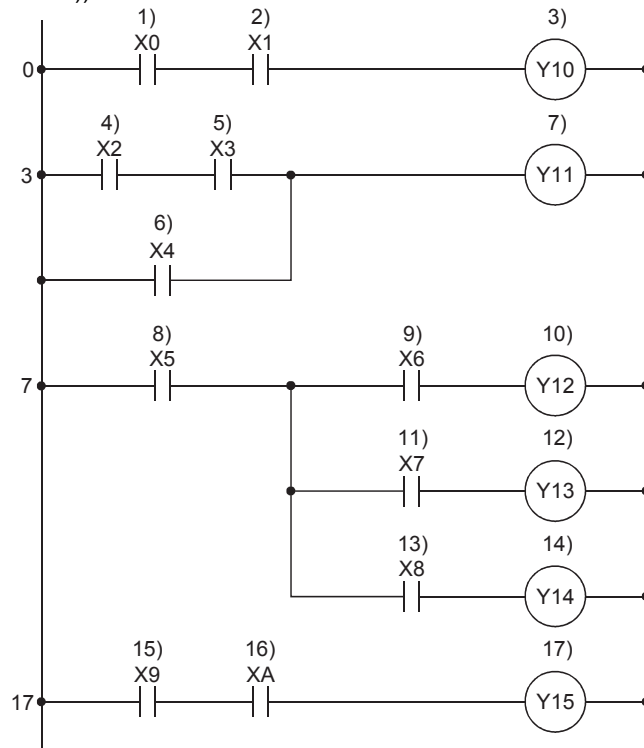 1) 2) 3)
X0 X1
0 Y10
4) 5) 7)
X2 X3
3 Y11
6)
X4
8) 9) 10)
X5 X6
7 Y12
11) 12)
X7
Y13
13) 14)
X8
Y14
15) 16) 17)
X9 XA
17 Y15